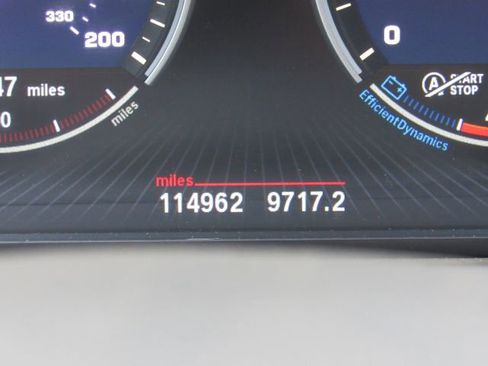 330
200
0
47 miles
START
STOP
A
0
miles
EfficientDynamics
miles
114962 9717.2